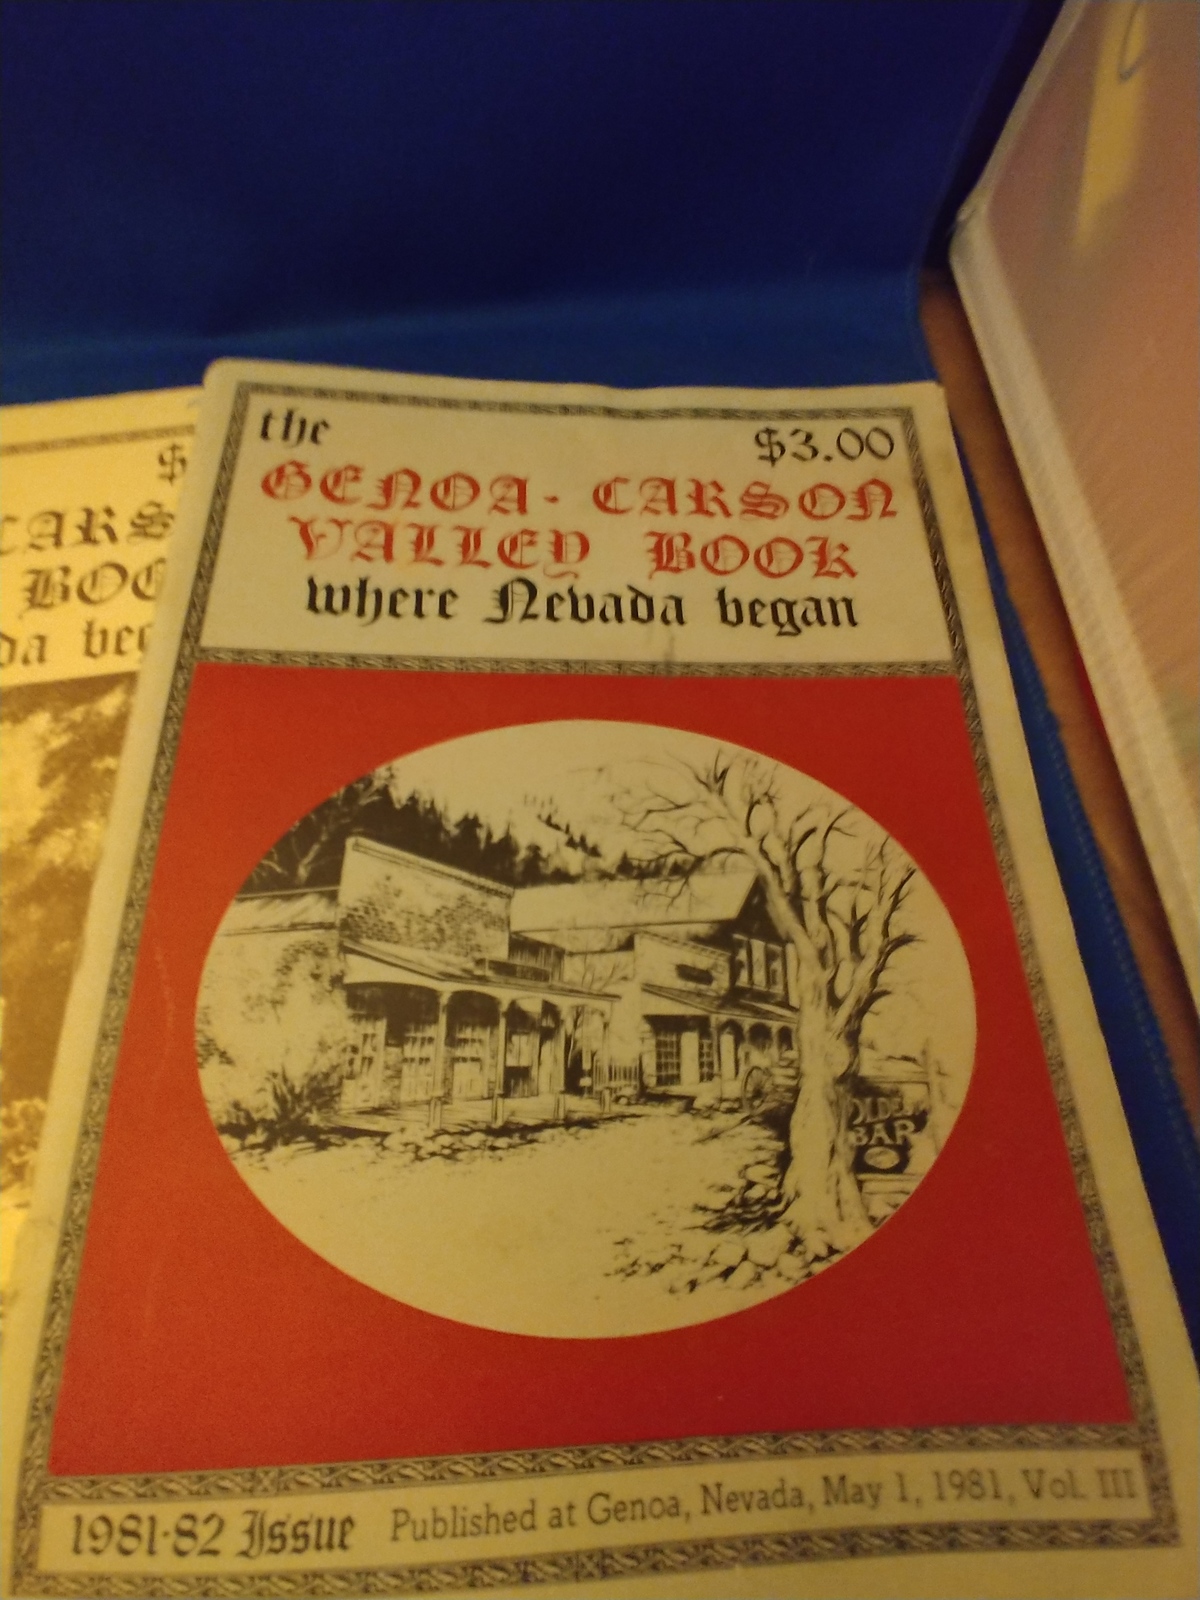 the
$3.00
GENOA- CARSON
VALLEY BOOK
where Nevada began
BAR
1981-82 Issue
Published at Genoa, Nevada, May 1, 1981, Vol. III
$